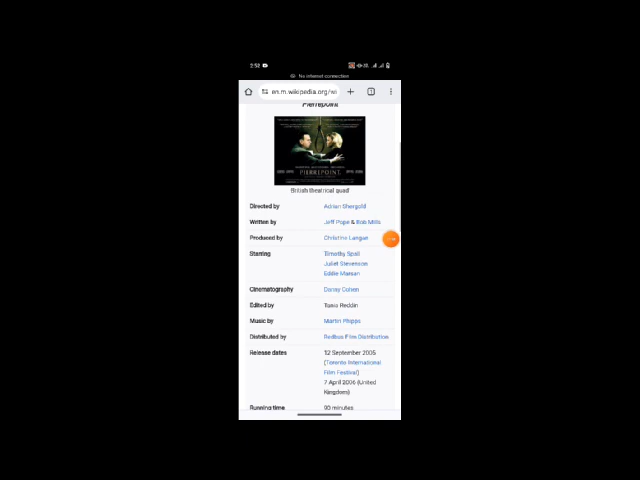 2:52
No internet connection
en.m.wikipedia.org/wi
Pierrepoint
PIERREPOINT
British theatrical quad
Directed by Adrian Shergold
Written by Jeff Pope & Bob Mills
Produced by Christine Langan
Starring Timothy Spall
Juliet Stevenson
Eddie Marsan
Cinematography Danny Cohen
Edited by Tania Reddin
Music by Martin Phipps
Distributed by Redbus Film Distribution
Release dates 12 September 2005
(Toronto International
Film Festival)
7 April 2006 (United
Kingdom)
Running time 90 minutes